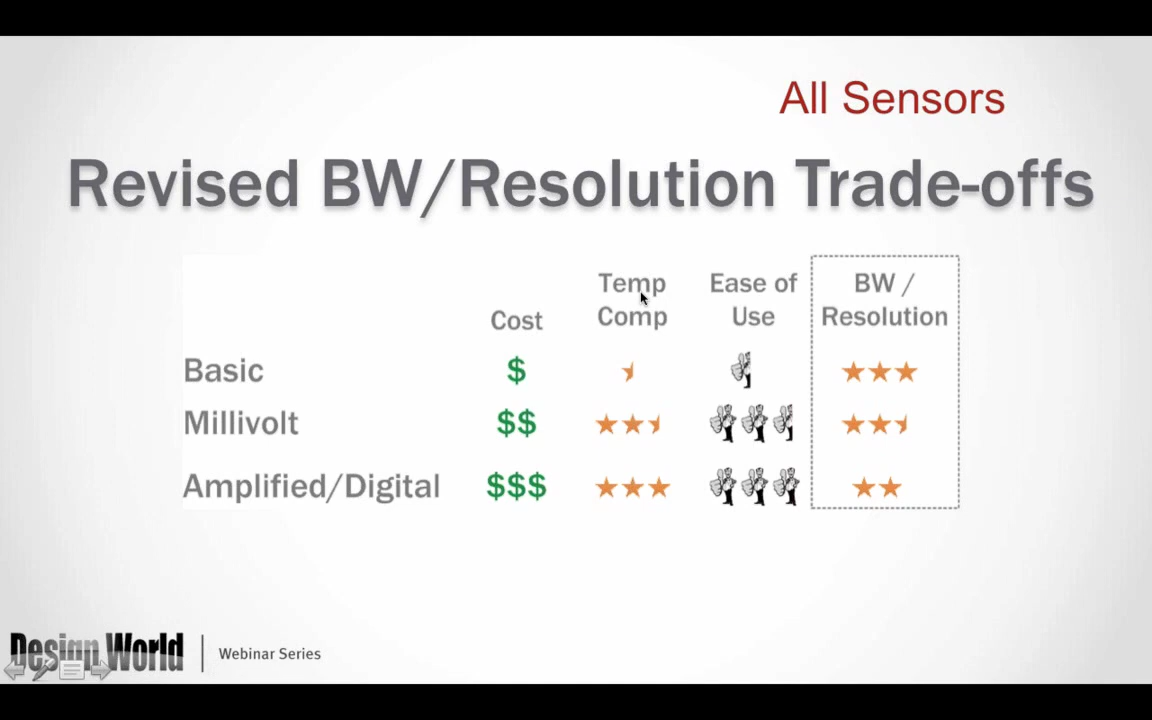 All Sensors
Revised BW/Resolution Trade-offs
Cost
Temp
Comp
Ease of
Use
BW /
Resolution
Basic $
Millivolt $$
Amplified/Digital $$$
Design World
Webinar Series